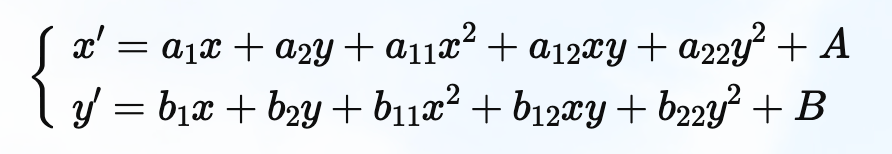 x′ = a₁x + a₂y + a₁₁x² + a₁₂xy + a₂₂y² + A
y′ = b₁x + b₂y + b₁₁x² + b₁₂xy + b₂₂y² + B